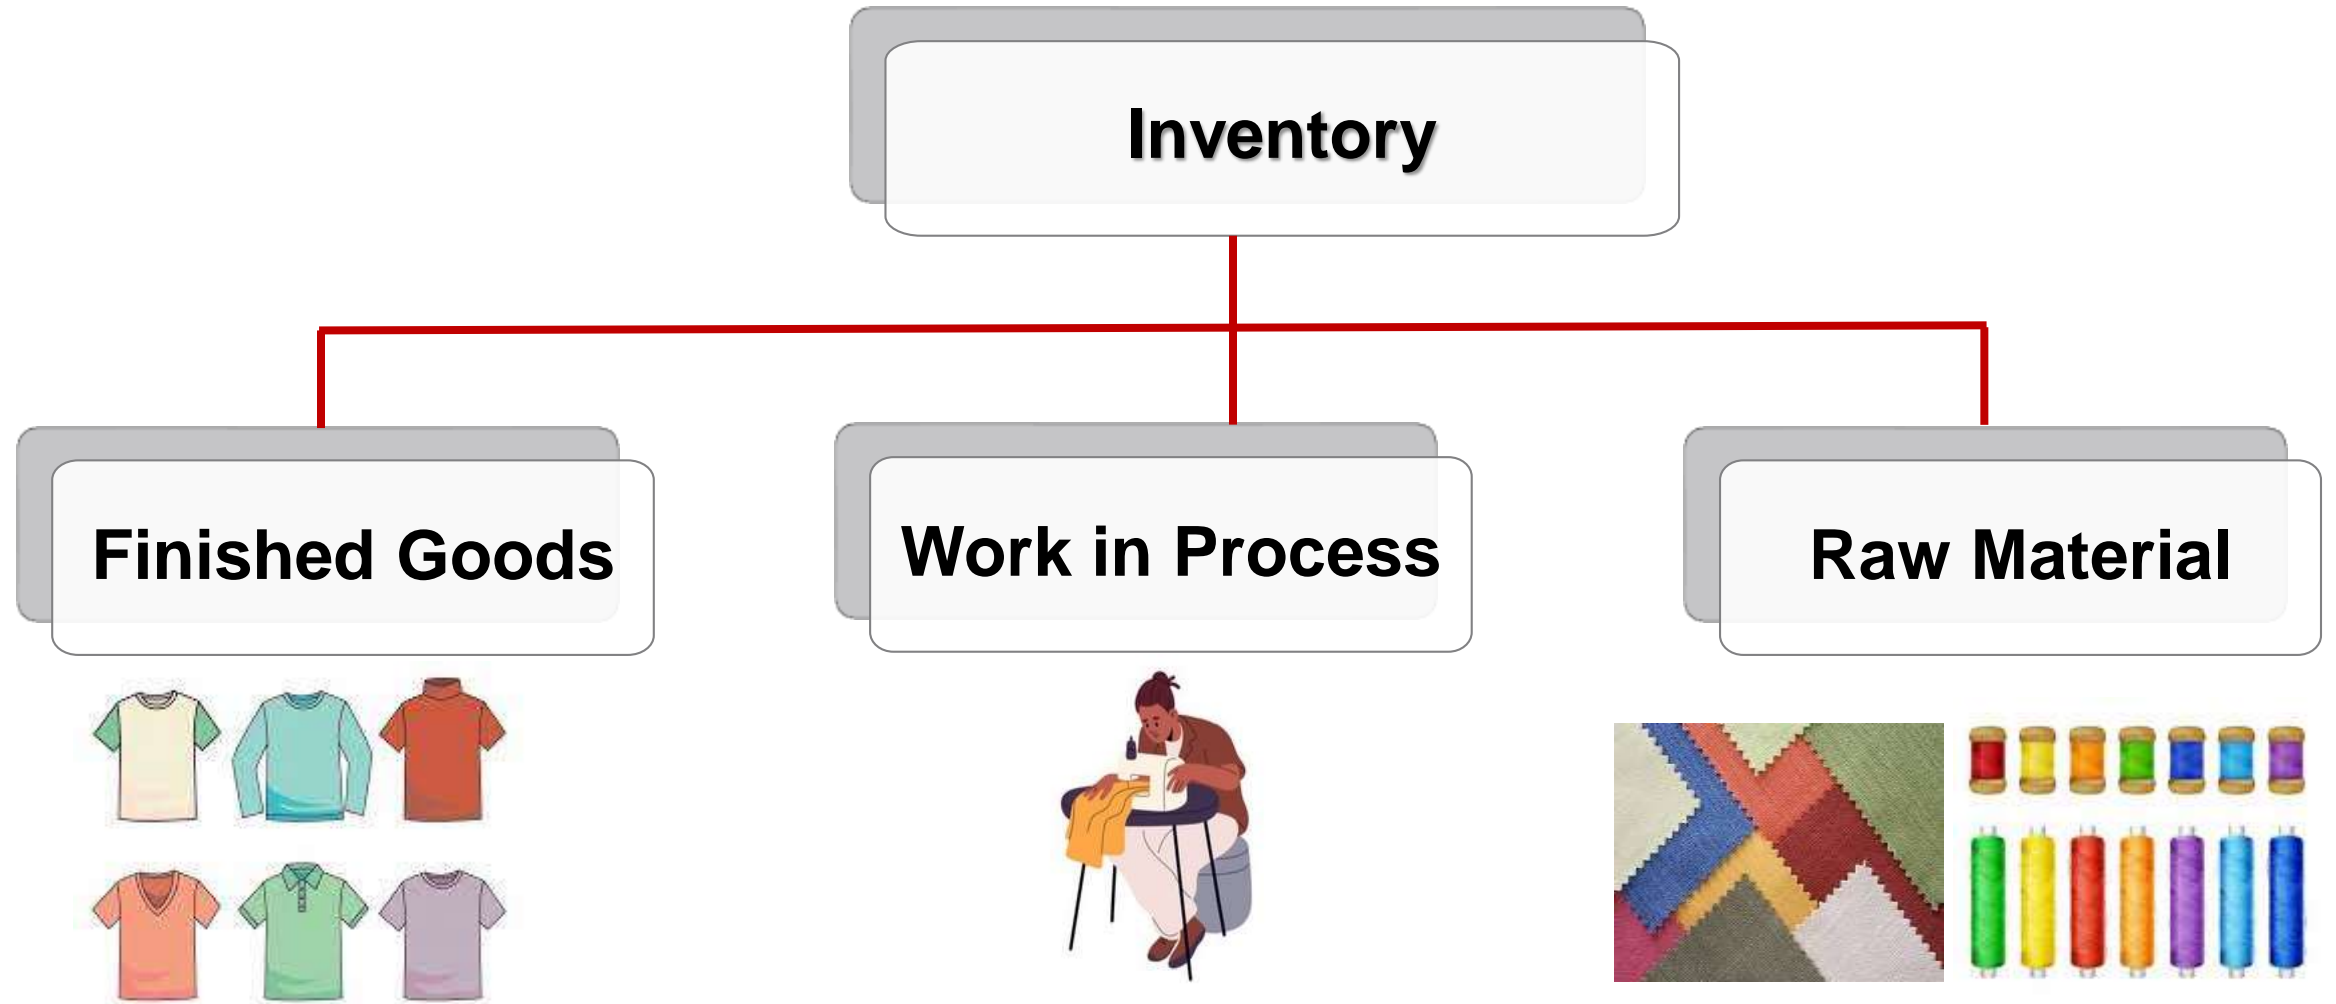 Inventory
Finished Goods
Work in Process
Raw Material